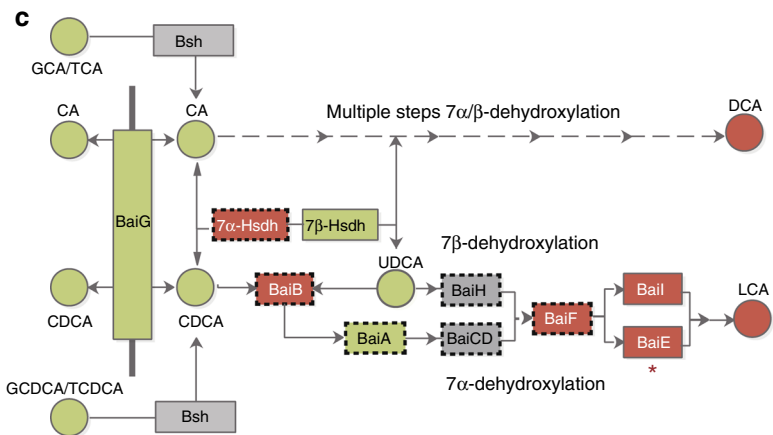 c
Bsh
GCA/TCA
CA
CA
Multiple steps 7α/β-dehydroxylation
DCA
BaiG
7α-Hsdh
7β-Hsdh
7β-dehydroxylation
UDCA
BaiB
BaiH
BaiI
LCA
CDCA
CDCA
BaiF
BaiA
BaiCD
BaiE
*
7α-dehydroxylation
GCDCA/TCDCA
Bsh